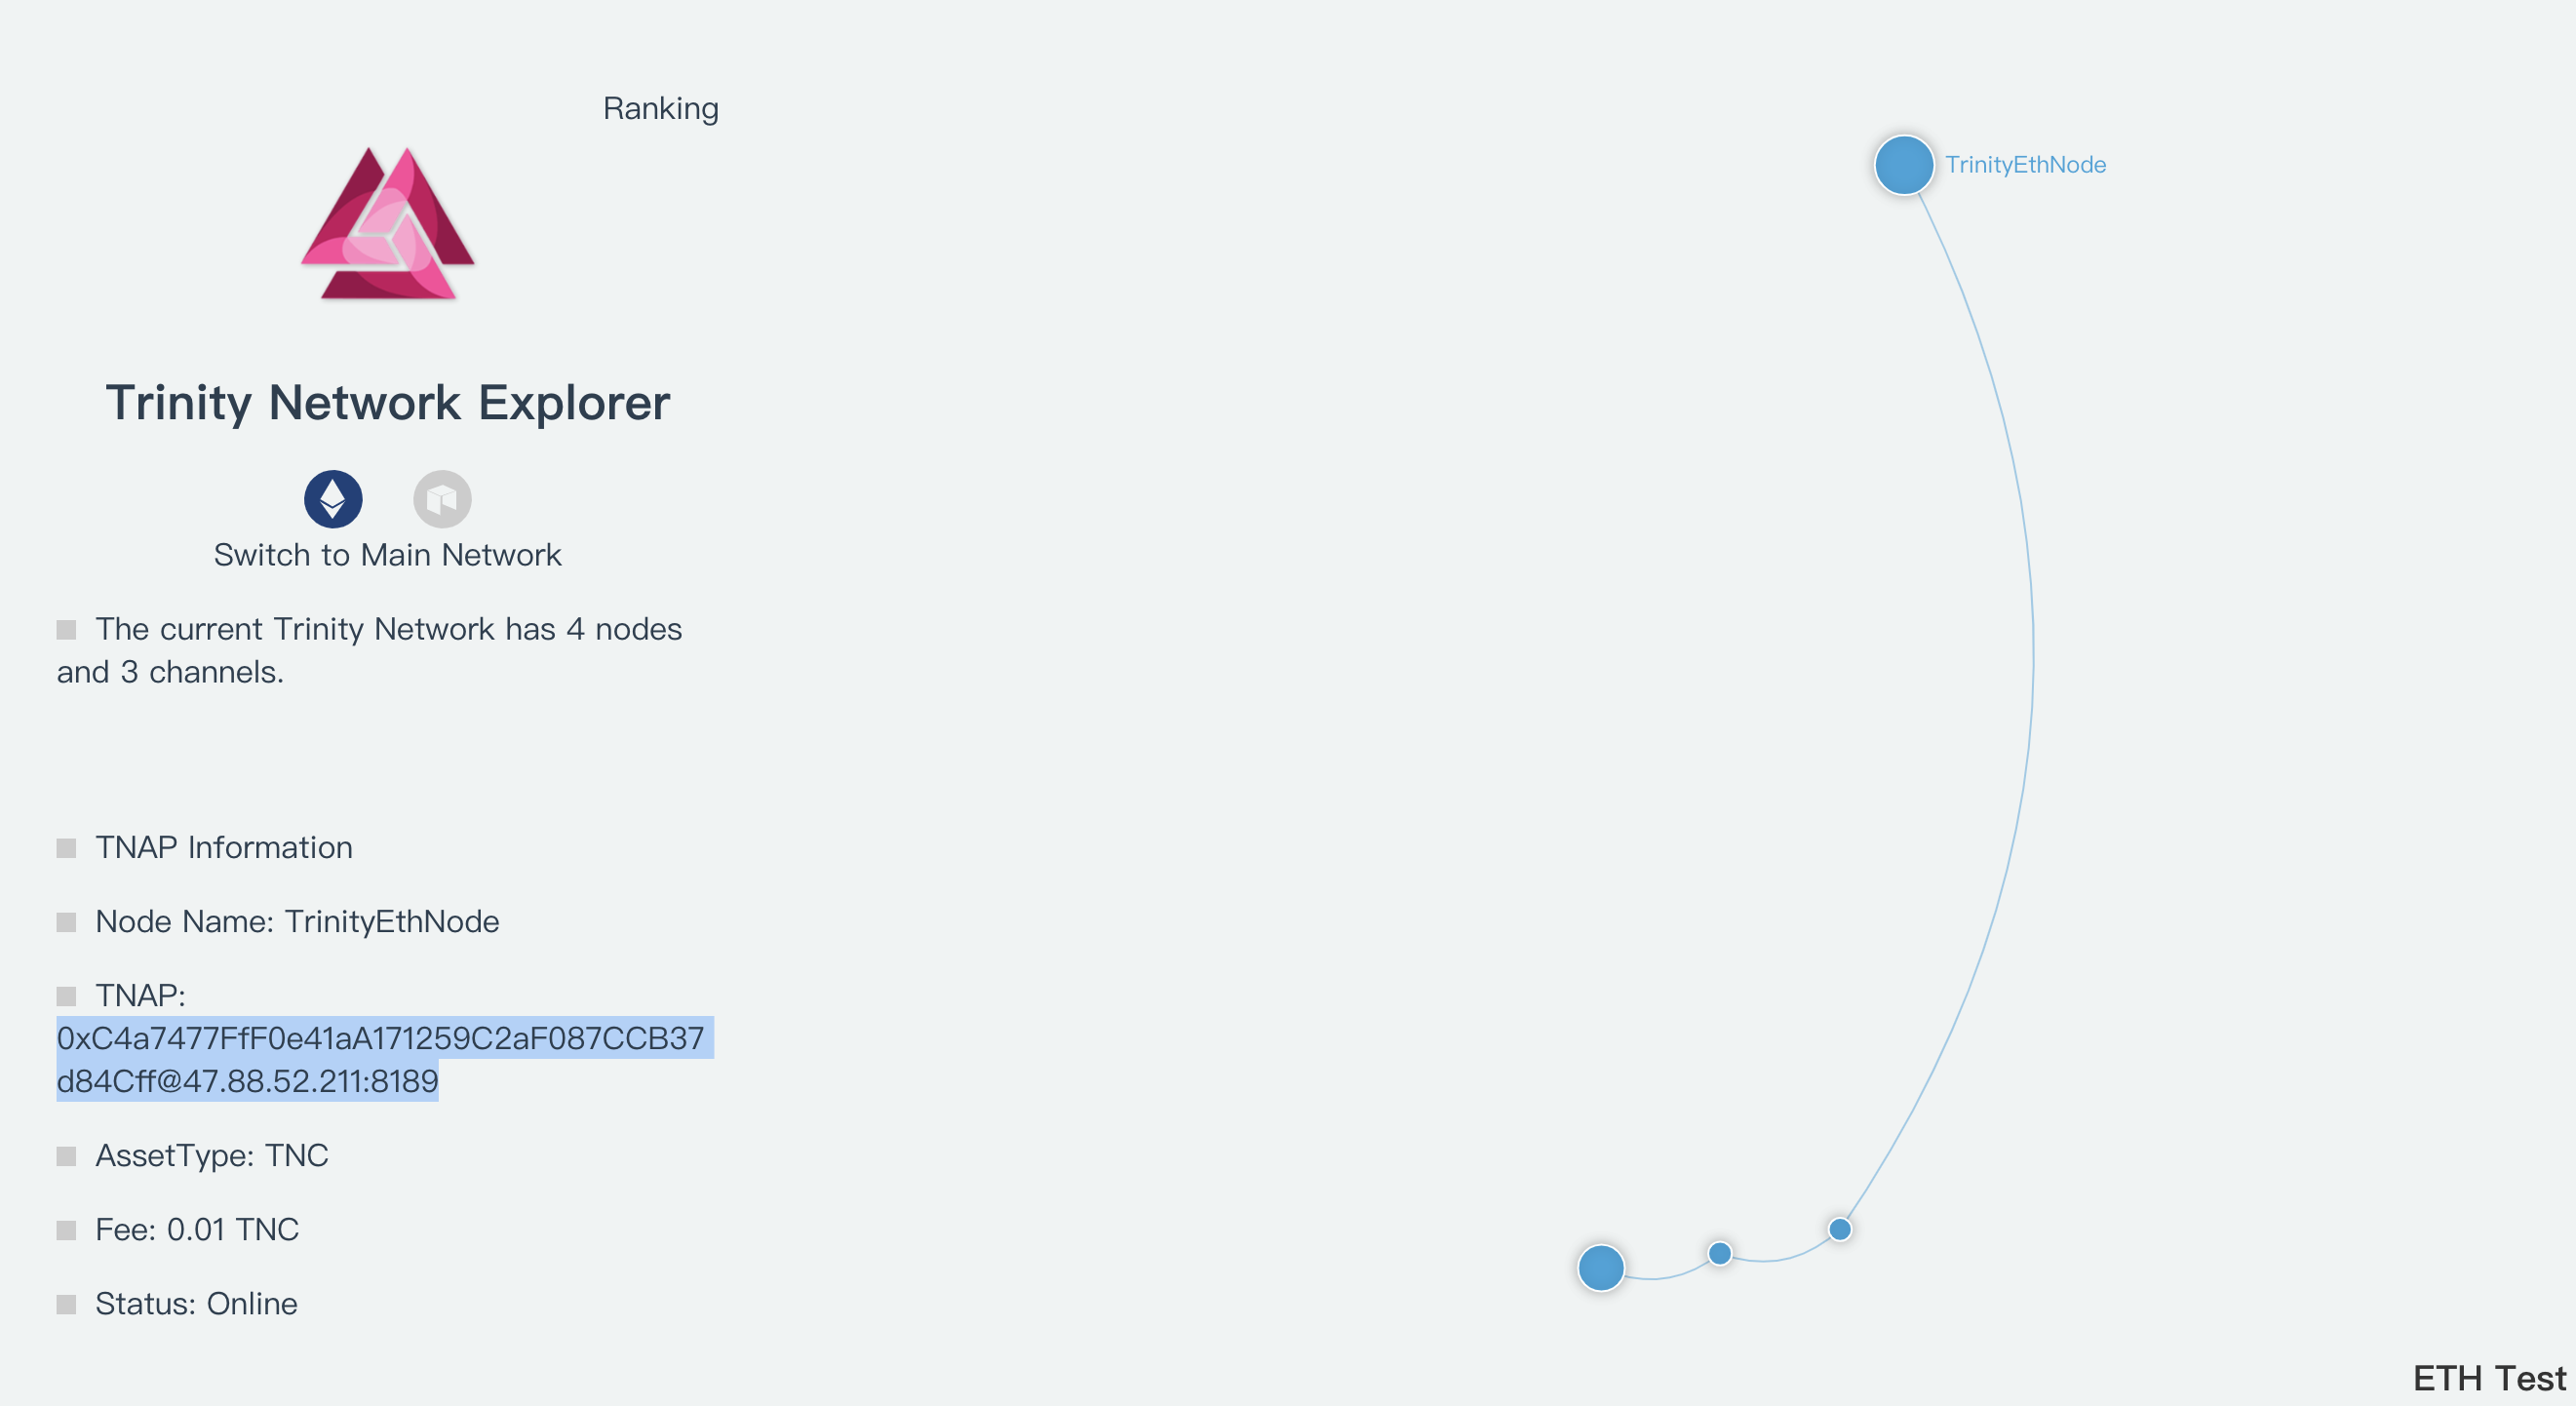 Ranking
TrinityEthNode
Trinity Network Explorer
Switch to Main Network
The current Trinity Network has 4 nodes
and 3 channels.
TNAP Information
Node Name: TrinityEthNode
TNAP:
0xC4a7477FfF0e41aA171259C2aF087CCB37
d84Cff@47.88.52.211:8189
AssetType: TNC
Fee: 0.01 TNC
Status: Online
ETH Test